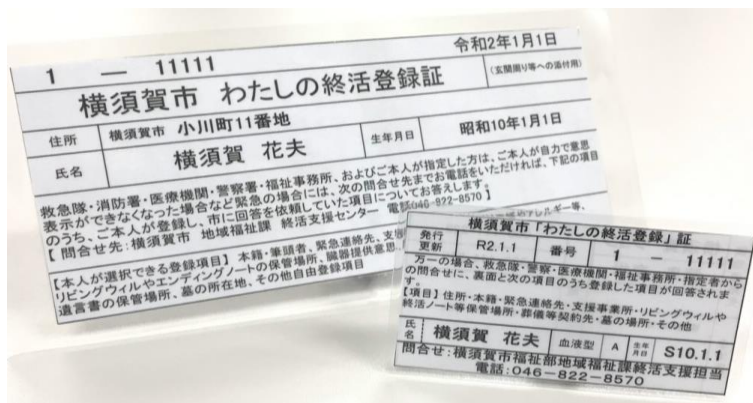 令和2年1月1日
1 － 11111
(玄関周り等への添付用)
横須賀市 わたしの終活登録証
住所 横須賀市 小川町11番地
氏名 横須賀 花夫 生年月日 昭和10年1月1日
救急隊・消防署・医療機関・警察署・福祉事務所、およびご本人が指定した方は、ご本人が自力で意思
表示ができなくなった場合など緊急の場合には、次の問合せ先までお電話をいただければ、下記の項目
のうち、ご本人が登録し、市に回答を依頼していた項目についてお答えします。
【 問合せ先:横須賀市 地域福祉課 終活支援センター 電話046-822-8570 】
【本人が選択できる登録項目】 本籍・筆頭者、緊急連絡先、支援
アレルギー等、
リビングウィルやエンディングノートの保管場所、臓器提供意思
遺言書の保管場所、墓の所在地、その他自由登録項目
横須賀市「わたしの終活登録」証
発行
更新 R2.1.1 番号 1 － 11111
万一の場合、救急隊・警察・医療機関・福祉事務所・指定者から
の問合せに、裏面と次の項目のうち登録した項目が回答されま
す。
【項目】住所・本籍・緊急連絡先・支援事業所・リビングウィルや
終活ノート等保管場所・葬儀等契約先・墓の場所・その他
氏名 横須賀 花夫 血液型 A 生年月日 S10.1.1
問合せ:横須賀市福祉部地域福祉課終活支援担当
電話:046-822-8570